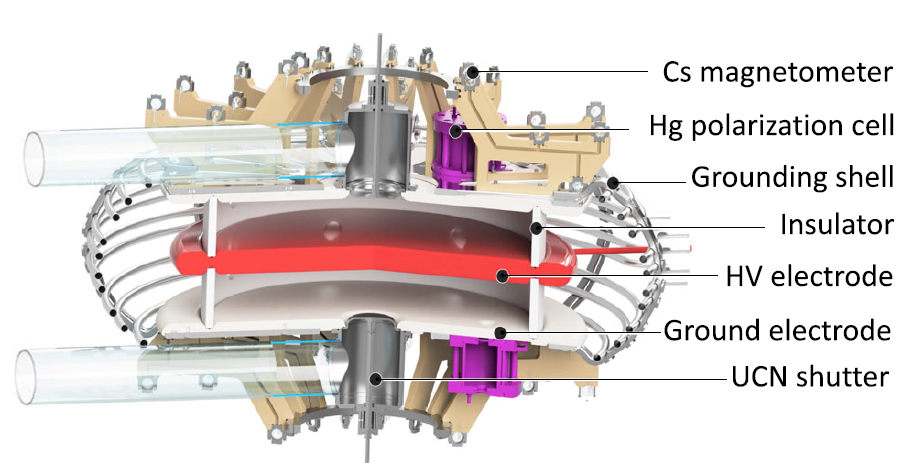 Cs magnetometer
Hg polarization cell
Grounding shell
Insulator
HV electrode
Ground electrode
UCN shutter